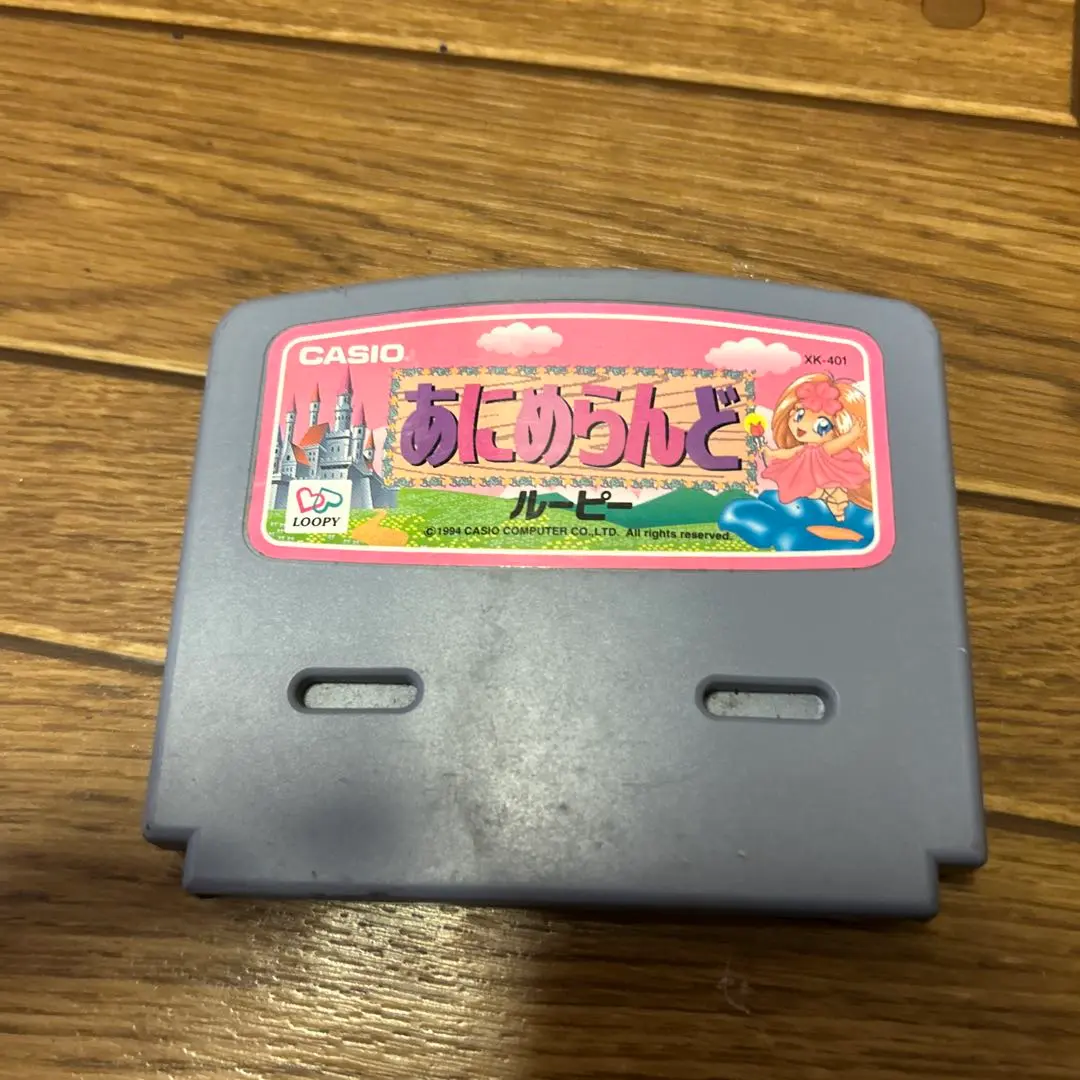 CASIO
XK-401
あにめらんど
ルーピー
LOOPY
©1994 CASIO COMPUTER CO.,LTD. All rights reserved.